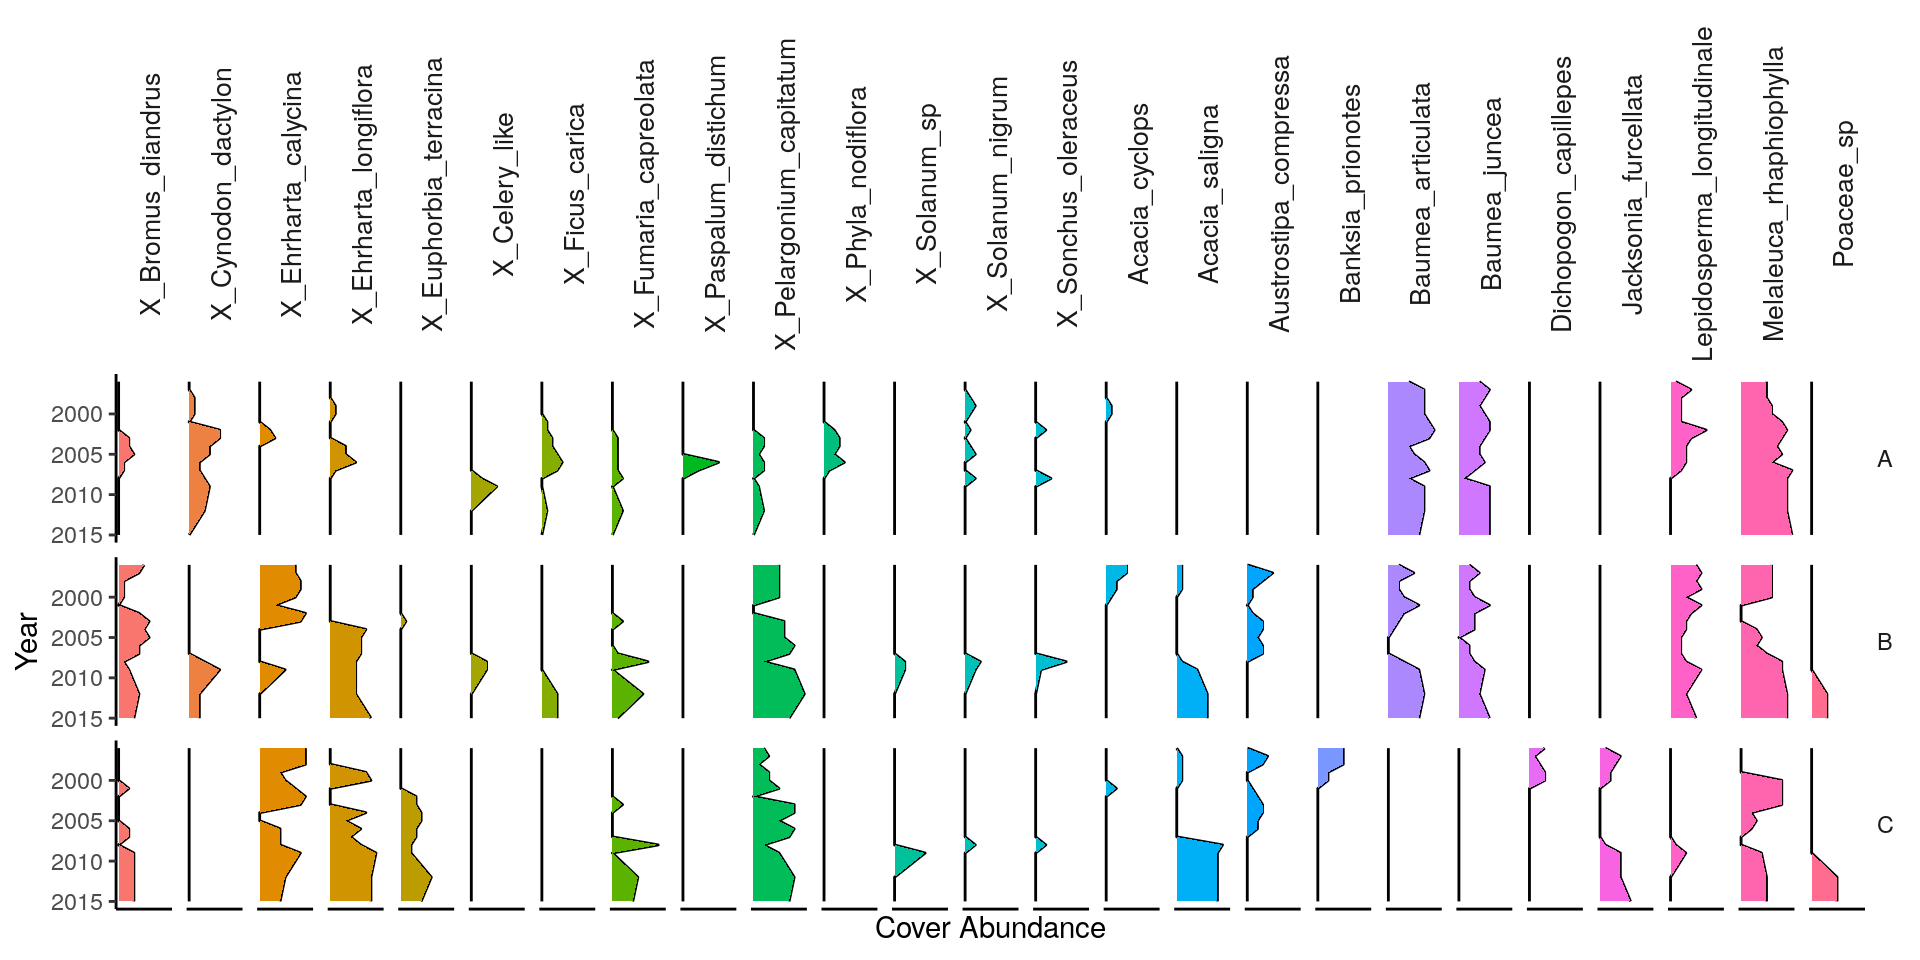 X_Bromus_diandrus
X_Cynodon_dactylon
X_Ehrharta_calycina
X_Ehrharta_longiflora
X_Euphorbia_terracina
X_Celery_like
X_Ficus_carica
X_Fumaria_capreolata
X_Paspalum_distichum
X_Pelargonium_capitatum
X_Phyla_nodiflora
X_Solanum_sp
X_Solanum_nigrum
X_Sonchus_oleraceus
Acacia_cyclops
Acacia_saligna
Austrostipa_compressa
Banksia_prionotes
Baumea_articulata
Baumea_juncea
Dichopogon_capillepes
Jacksonia_furcellata
Lepidosperma_longitudinale
Melaleuca_rhaphiophylla
Poaceae_sp
Year
2000
2005
2010
2015
A
2000
2005
2010
2015
B
2000
2005
2010
2015
C
Cover Abundance